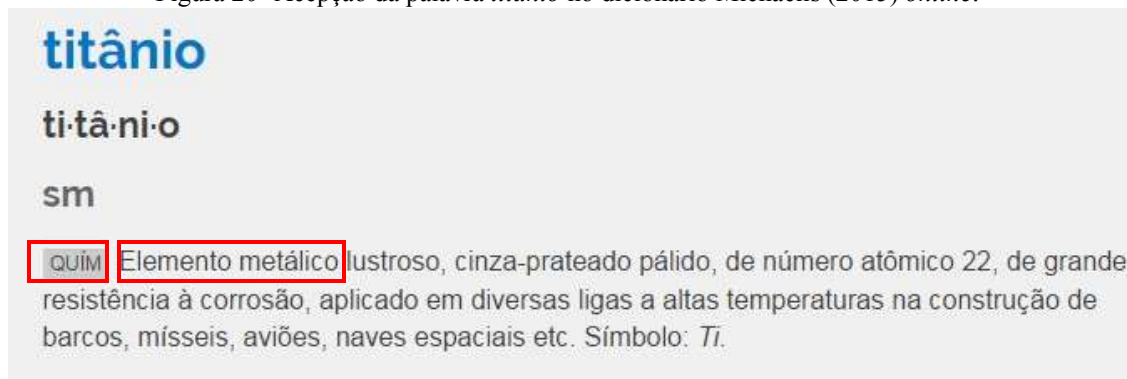 titânio
ti·tâ·ni·o
sm
QUÍM Elemento metálico lustroso, cinza-prateado pálido, de número atômico 22, de grande
resistência à corrosão, aplicado em diversas ligas a altas temperaturas na construção de
barcos, mísseis, aviões, naves espaciais etc. Símbolo: Ti.